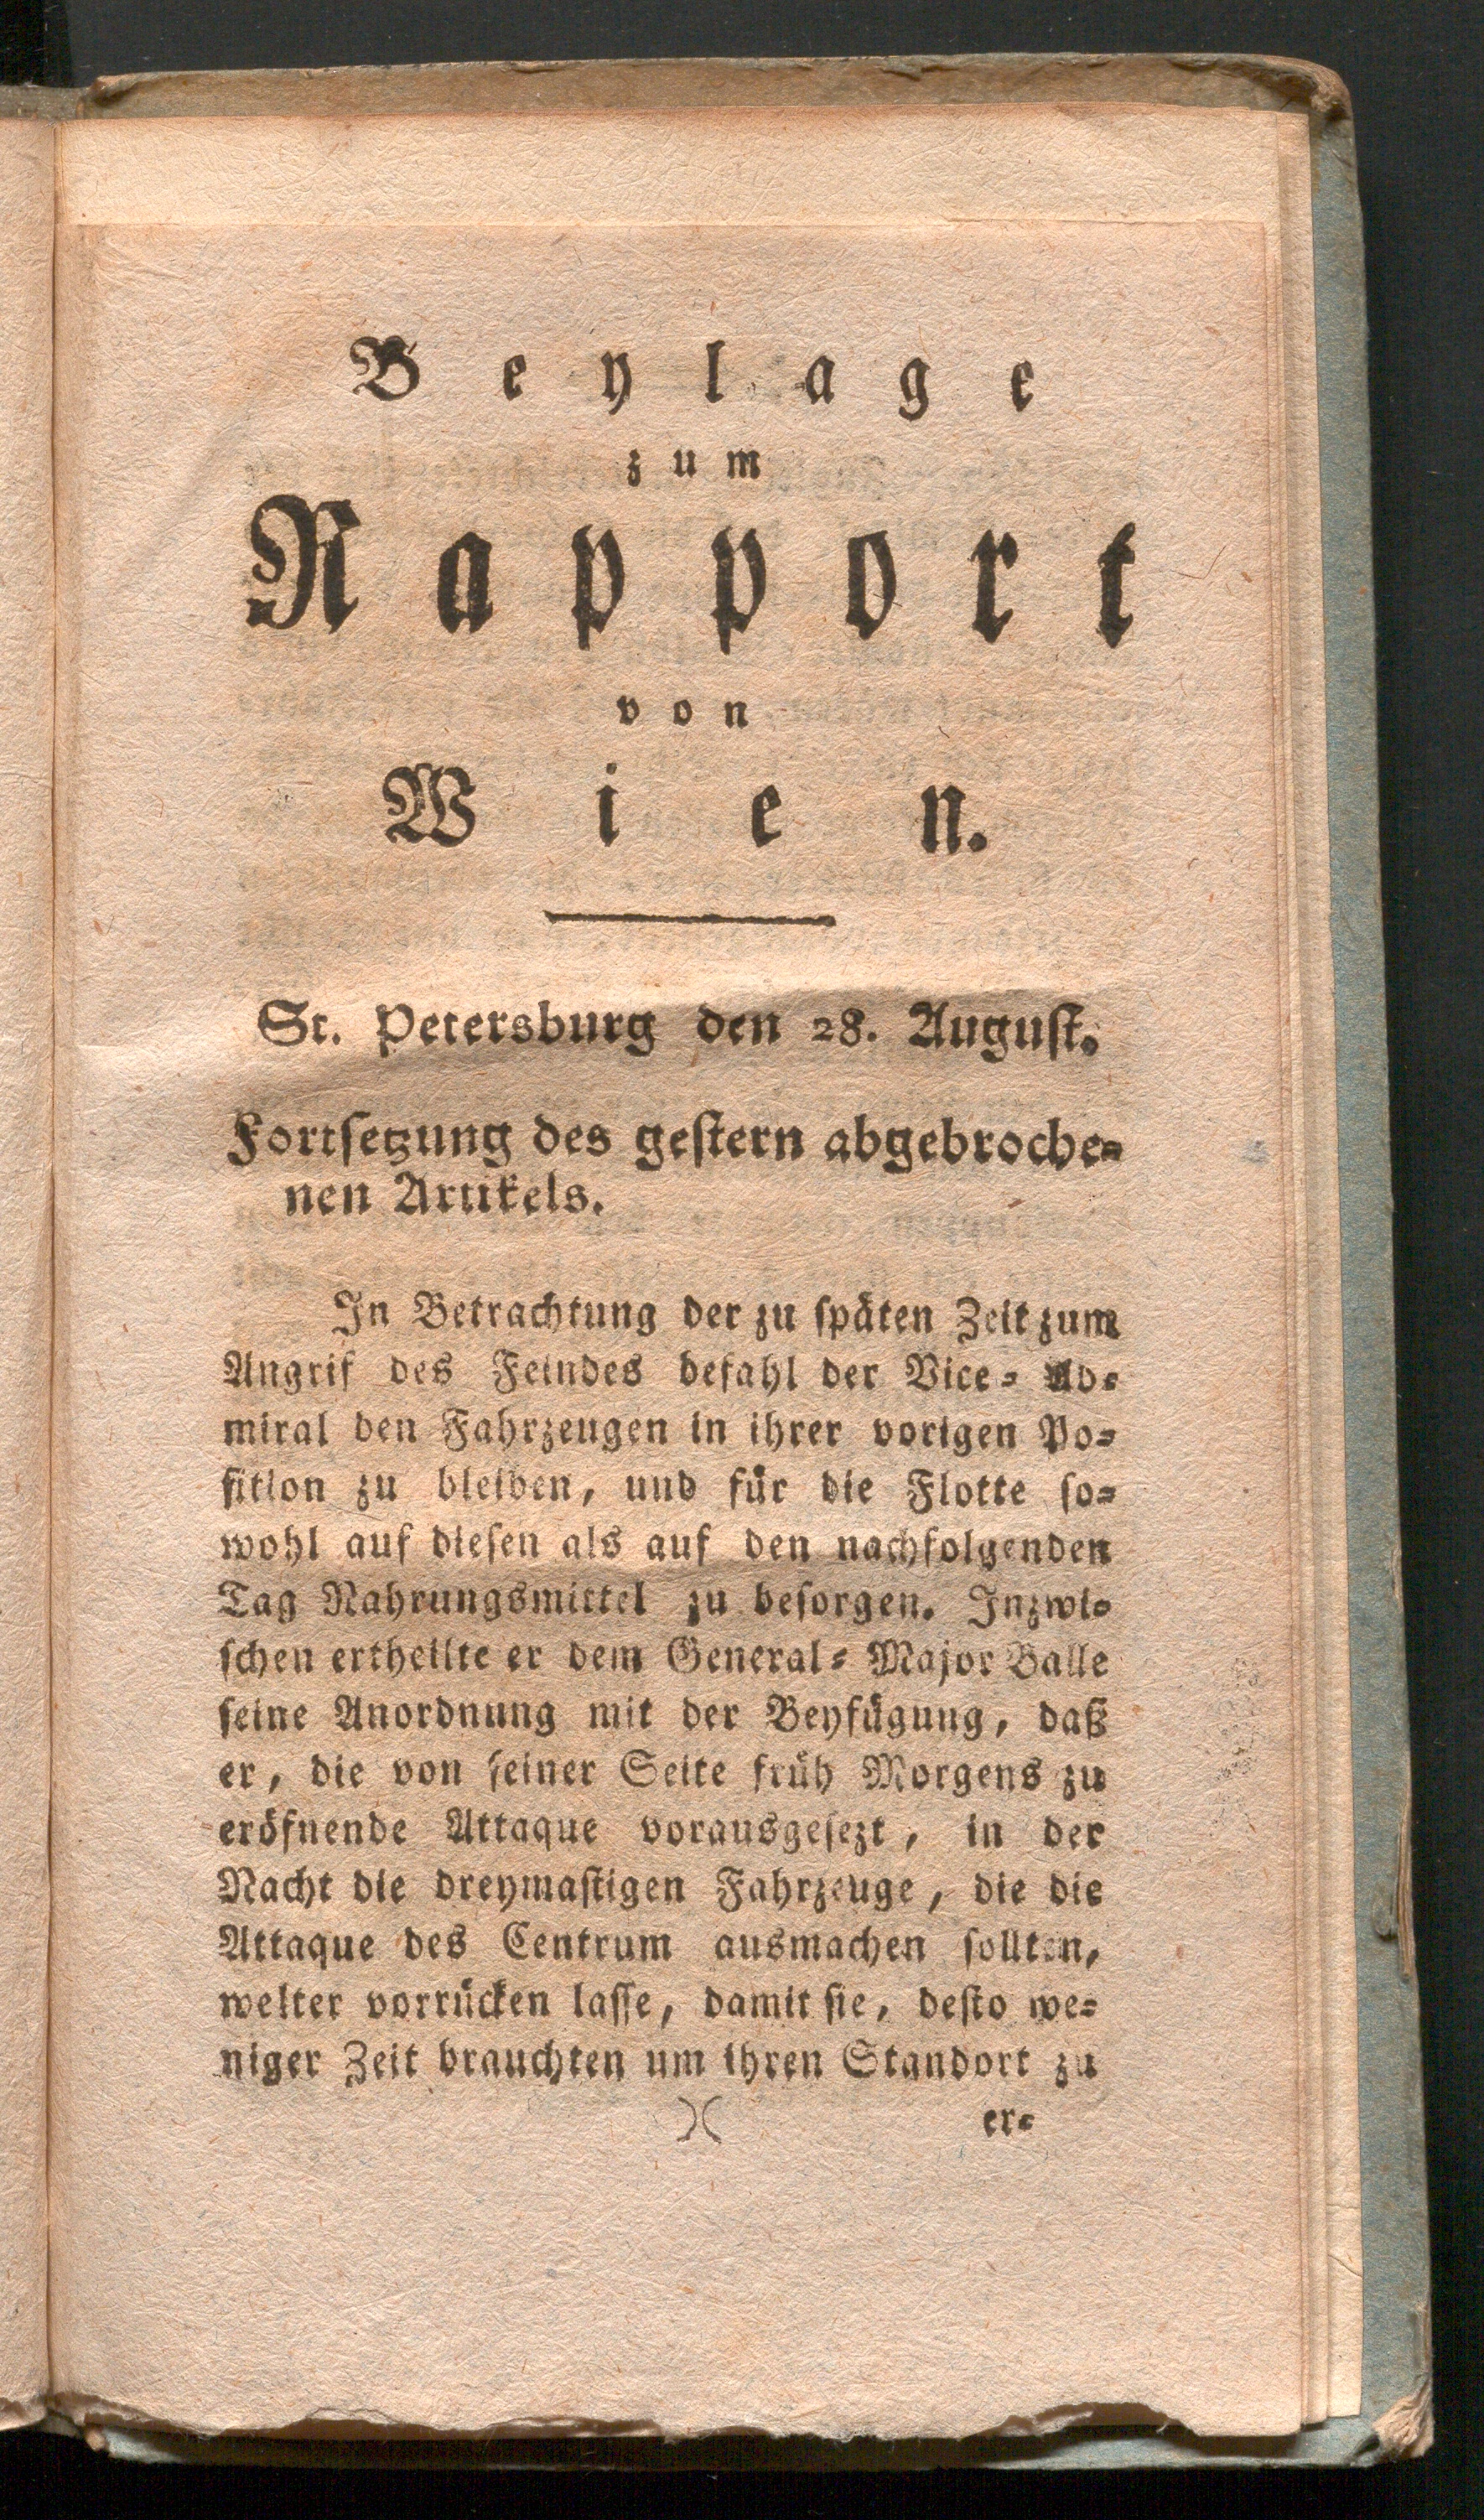 Beylage
zum
Rapport
von
Wien.
St. Petersburg den 28. August.
Fortsetzung des gestern abgebroche-
nen Artikels.
In Betrachtung der zu späten Zeit zum
Angrif des Feindes befahl der Vice-Ad-
miral den Fahrzeugen in ihrer vorigen Po-
sition zu bleiben, und für die Flotte so-
wohl auf diesen als auf den nachfolgenden
Tag Nahrungsmittel zu besorgen. Inzwi-
schen ertheilte er dem General-Major Balle
seine Anordnung mit der Beyfügung, daß
er, die von seiner Seite früh Morgens zu
eröfnende Attaque vorausgesezt, in der
Nacht die dreymastigen Fahrzeuge, die die
Attaque des Centrum ausmachen sollten,
weiter vorrücken lasse, damit sie, desto we-
niger Zeit brauchten um ihren Standort zu
)( er-